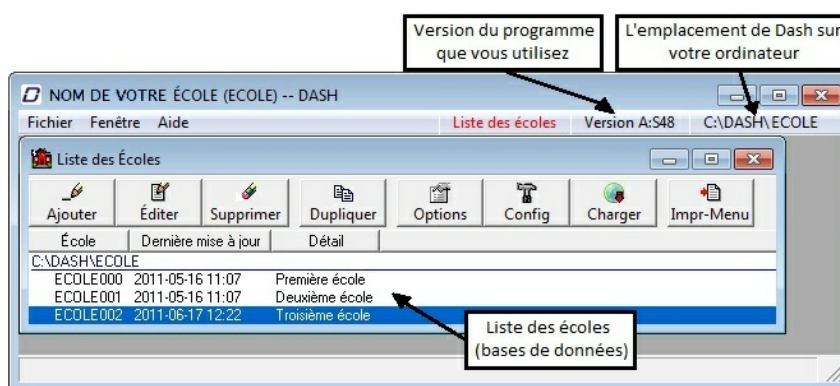 Version du programme
que vous utilisez
L'emplacement de Dash sur
votre ordinateur
NOM DE VOTRE ÉCOLE (ECOLE) -- DASH
Fichier Fenêtre Aide Liste des écoles Version A:S48 C:\DASH\ECOLE
Liste des Écoles
Ajouter Éditer Supprimer Dupliquer Options Config Charger Impr-Menu
École Dernière mise à jour Détail
C:\DASH\ECOLE
ECOLE000 2011-05-16 11:07 Première école
ECOLE001 2011-05-16 11:07 Deuxième école
ECOLE002 2011-06-17 12:22 Troisième école
Liste des écoles
(bases de données)